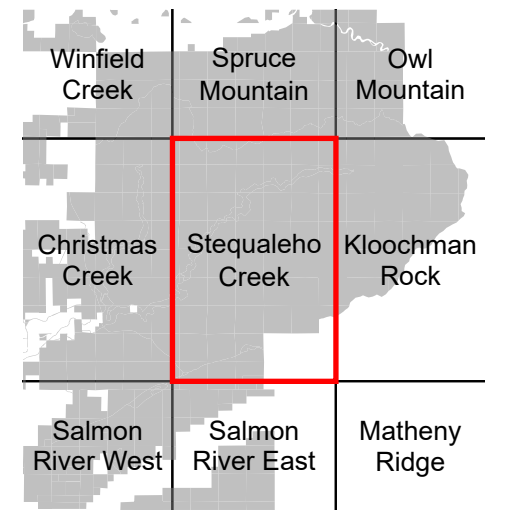 Winfield
Creek
Spruce
Mountain
Owl
Mountain
Christmas
Creek
Stequaleho
Creek
Kloochman
Rock
Salmon
River West
Salmon
River East
Matheny
Ridge